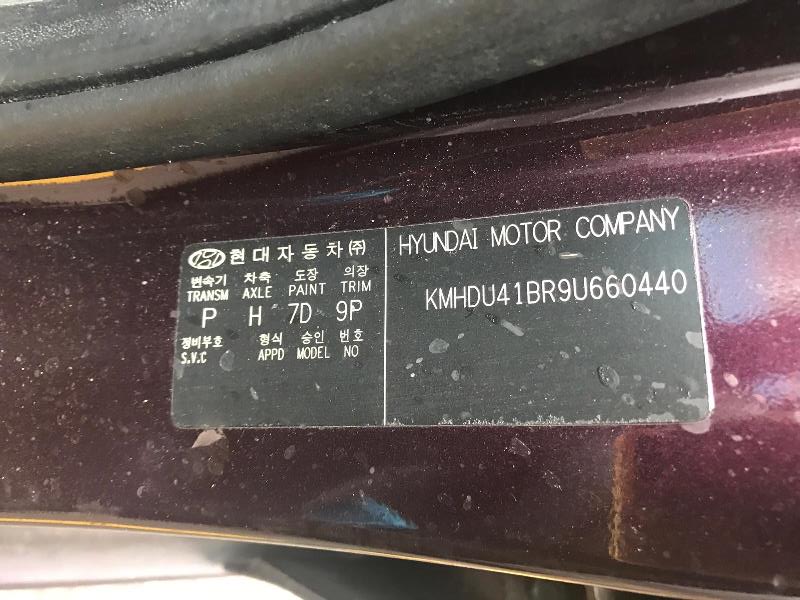 현대자동차(주)
변속기 차축 도장 의장
TRANSM AXLE PAINT TRIM
P H 7D 9P
정비부호 형식 승인 번호
S.V.C APPD MODEL NO
HYUNDAI MOTOR COMPANY
KMHDU41BR9U660440